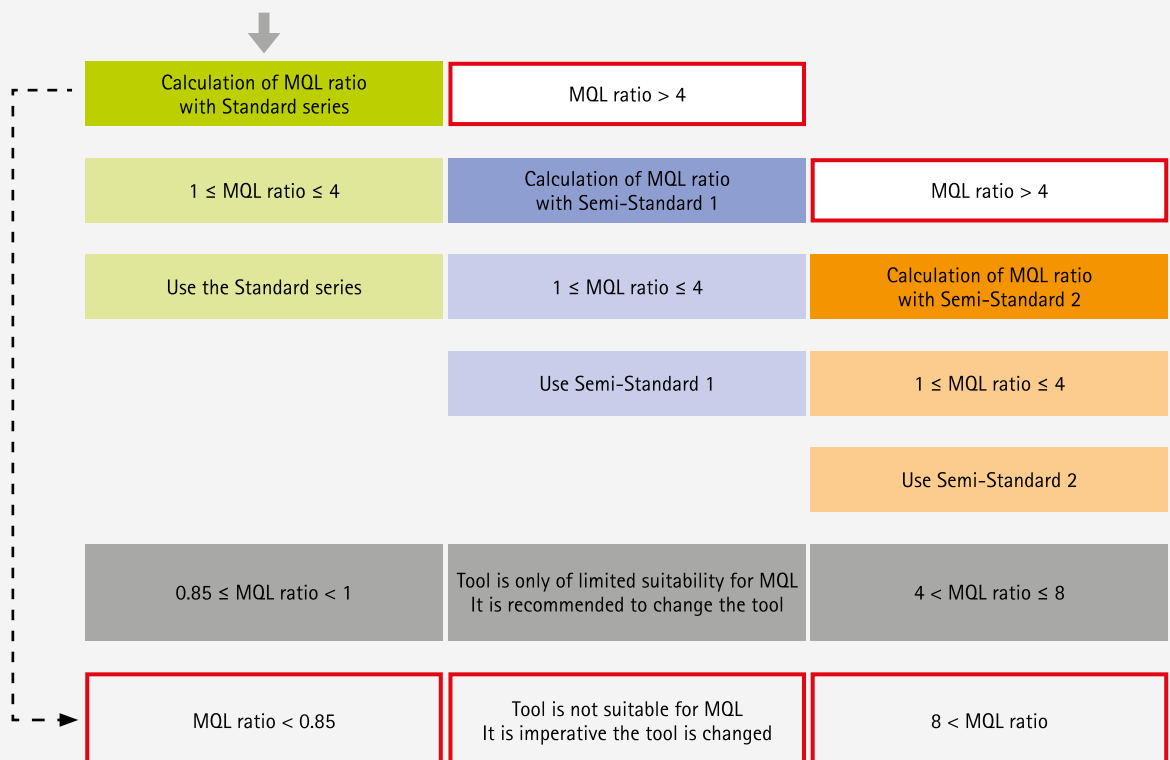 Calculation of MQL ratio
with Standard series
MQL ratio > 4
1 ≤ MQL ratio ≤ 4
Calculation of MQL ratio
with Semi-Standard 1
MQL ratio > 4
Use the Standard series
1 ≤ MQL ratio ≤ 4
Calculation of MQL ratio
with Semi-Standard 2
Use Semi-Standard 1
1 ≤ MQL ratio ≤ 4
Use Semi-Standard 2
0.85 ≤ MQL ratio < 1
Tool is only of limited suitability for MQL
It is recommended to change the tool
4 < MQL ratio ≤ 8
MQL ratio < 0.85
Tool is not suitable for MQL
It is imperative the tool is changed
8 < MQL ratio